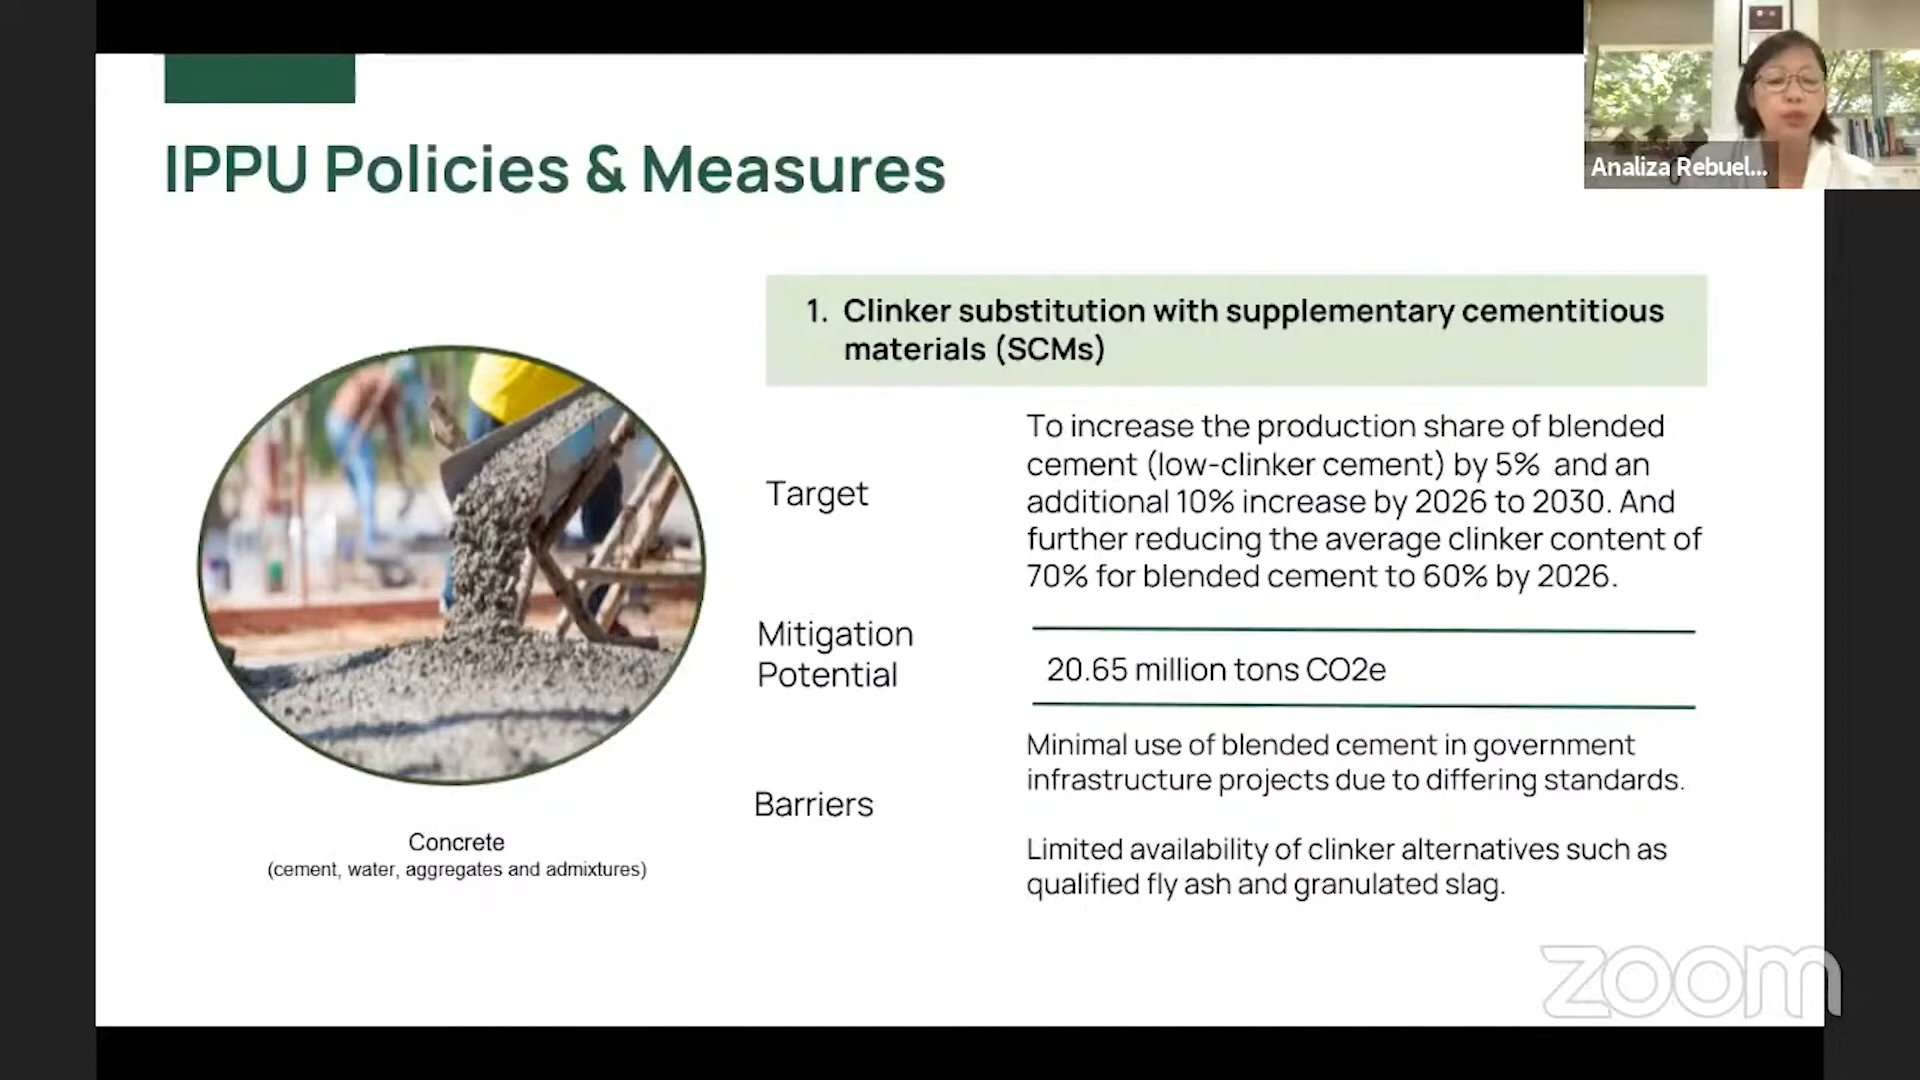 Analiza Rebuel...
IPPU Policies & Measures
1. Clinker substitution with supplementary cementitious
materials (SCMs)
Target
To increase the production share of blended
cement (low-clinker cement) by 5% and an
additional 10% increase by 2026 to 2030. And
further reducing the average clinker content of
70% for blended cement to 60% by 2026.
Mitigation
Potential
20.65 million tons CO2e
Barriers
Minimal use of blended cement in government
infrastructure projects due to differing standards.
Limited availability of clinker alternatives such as
qualified fly ash and granulated slag.
Concrete
(cement, water, aggregates and admixtures)
zoom